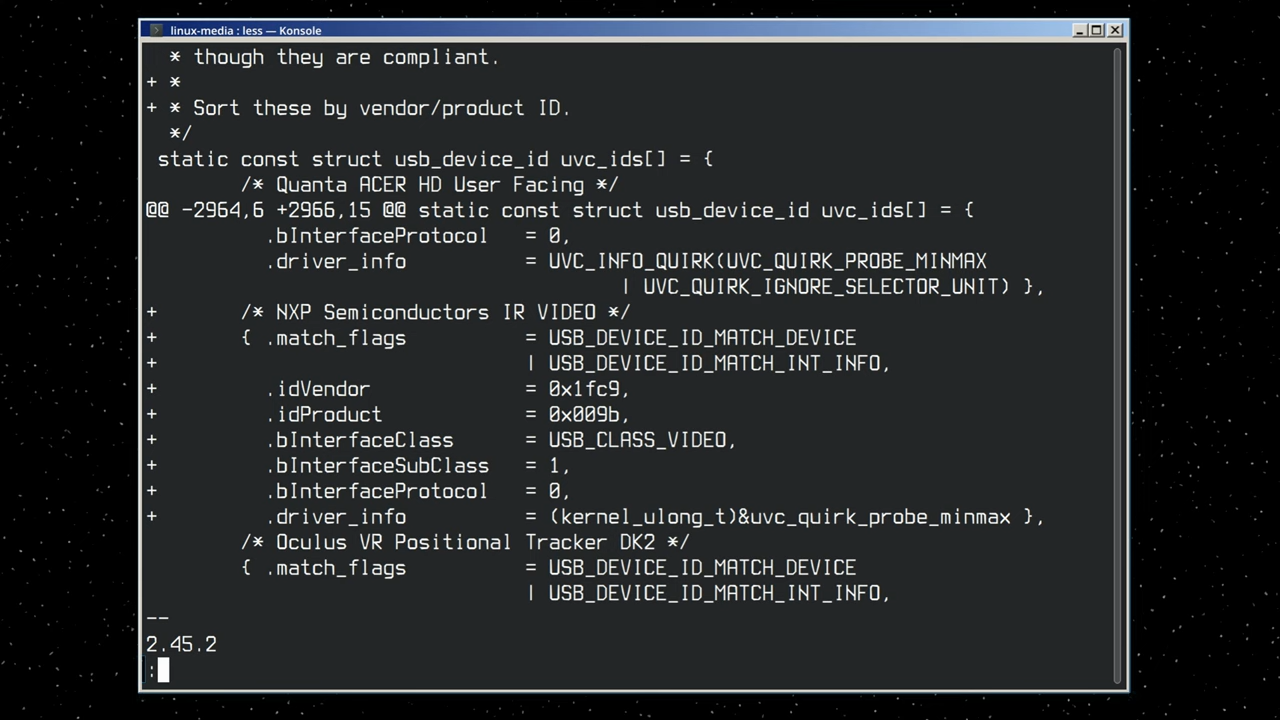 linux-media : less — Konsole
  * though they are compliant.
+ *
+ * Sort these by vendor/product ID.
  */
 static const struct usb_device_id uvc_ids[] = {
        /* Quanta ACER HD User Facing */
@@ -2964,6 +2966,15 @@ static const struct usb_device_id uvc_ids[] = {
          .bInterfaceProtocol   = 0,
          .driver_info          = UVC_INFO_QUIRK(UVC_QUIRK_PROBE_MINMAX
                                        | UVC_QUIRK_IGNORE_SELECTOR_UNIT) },
+       /* NXP Semiconductors IR VIDEO */
+       { .match_flags          = USB_DEVICE_ID_MATCH_DEVICE
+                               | USB_DEVICE_ID_MATCH_INT_INFO,
+         .idVendor             = 0x1fc9,
+         .idProduct            = 0x009b,
+         .bInterfaceClass      = USB_CLASS_VIDEO,
+         .bInterfaceSubClass   = 1,
+         .bInterfaceProtocol   = 0,
+         .driver_info          = (kernel_ulong_t)&uvc_quirk_probe_minmax },
        /* Oculus VR Positional Tracker DK2 */
        { .match_flags          = USB_DEVICE_ID_MATCH_DEVICE
                                | USB_DEVICE_ID_MATCH_INT_INFO,
--
2.45.2
: